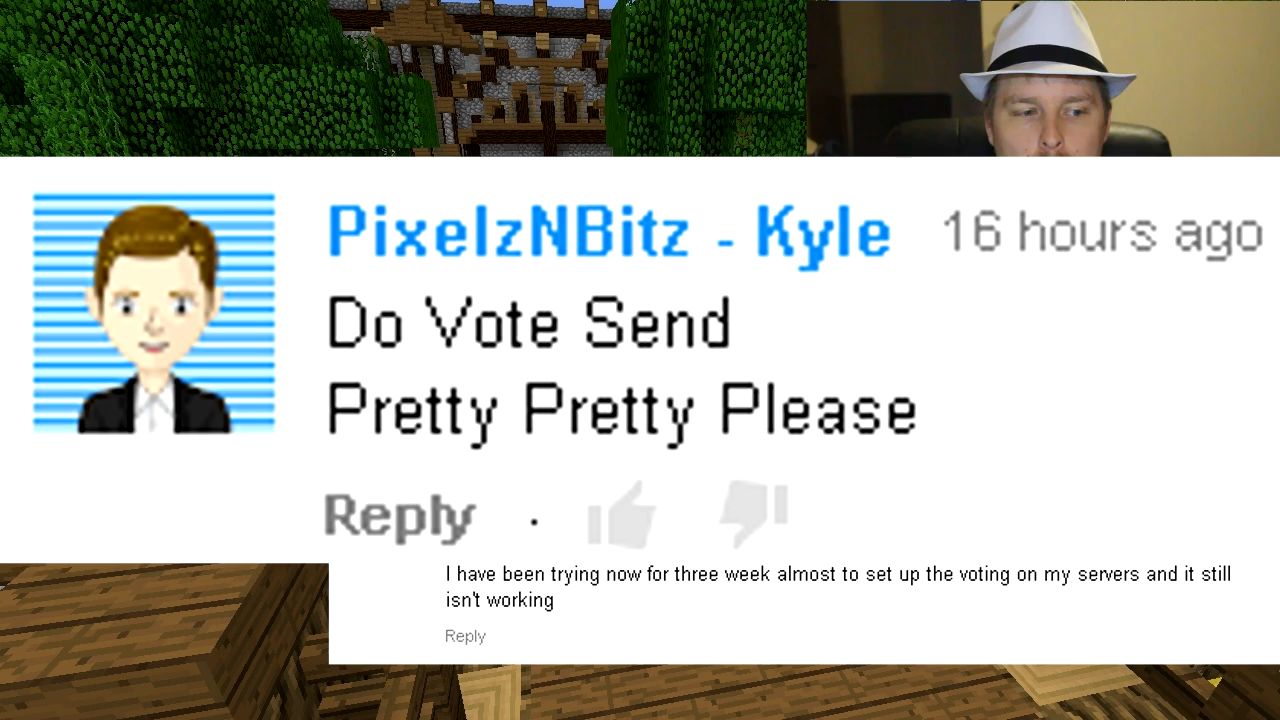 PixelzNBitz - Kyle 16 hours ago
Do Vote Send
Pretty Pretty Please
Reply ·
I have been trying now for three week almost to set up the voting on my servers and it still
isn't working
Reply